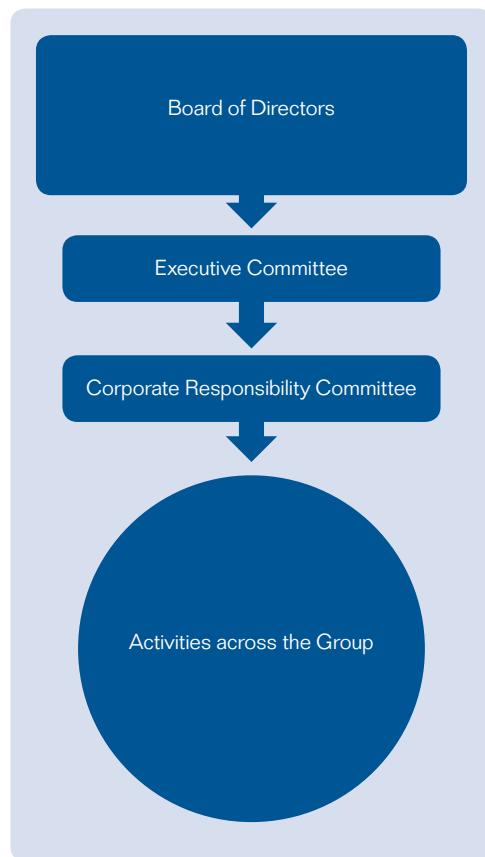 Board of Directors
Executive Committee
Corporate Responsibility Committee
Activities across the Group